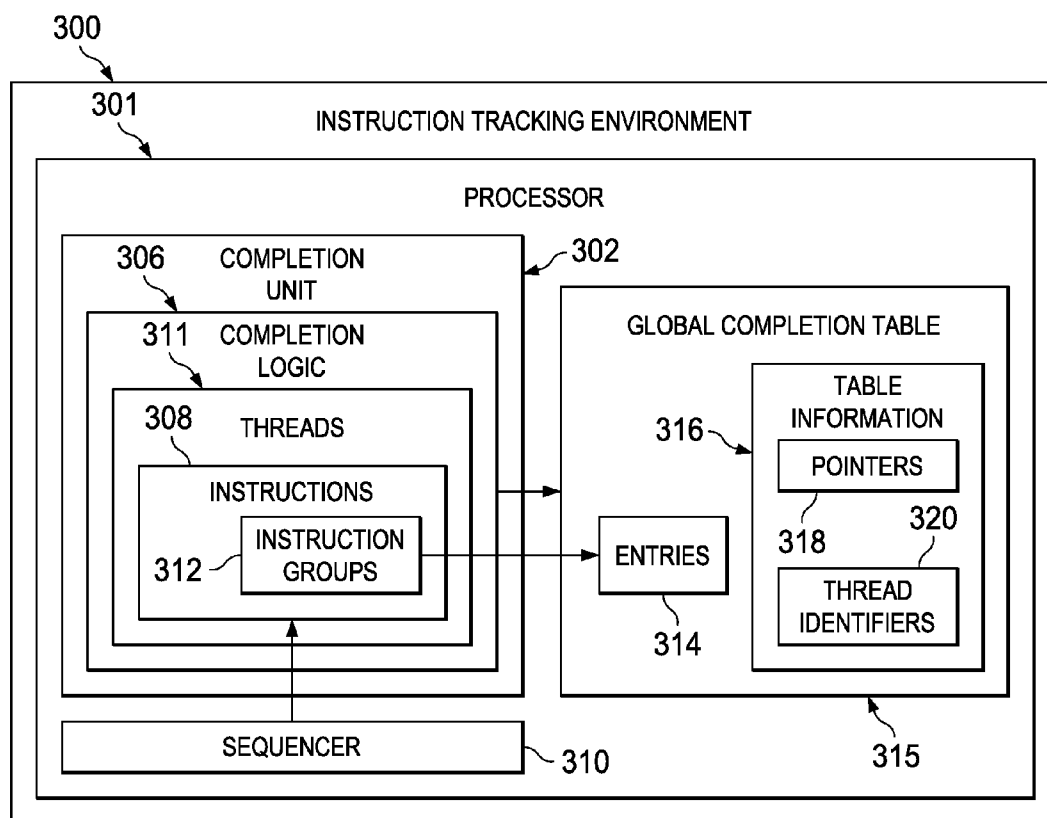 300
301
INSTRUCTION TRACKING ENVIRONMENT
PROCESSOR
306
COMPLETION
UNIT
302
311
COMPLETION
LOGIC
GLOBAL COMPLETION TABLE
308
THREADS
TABLE
INFORMATION
316
INSTRUCTIONS
POINTERS
318
320
312
INSTRUCTION
GROUPS
ENTRIES
314
THREAD
IDENTIFIERS
SEQUENCER
310
315